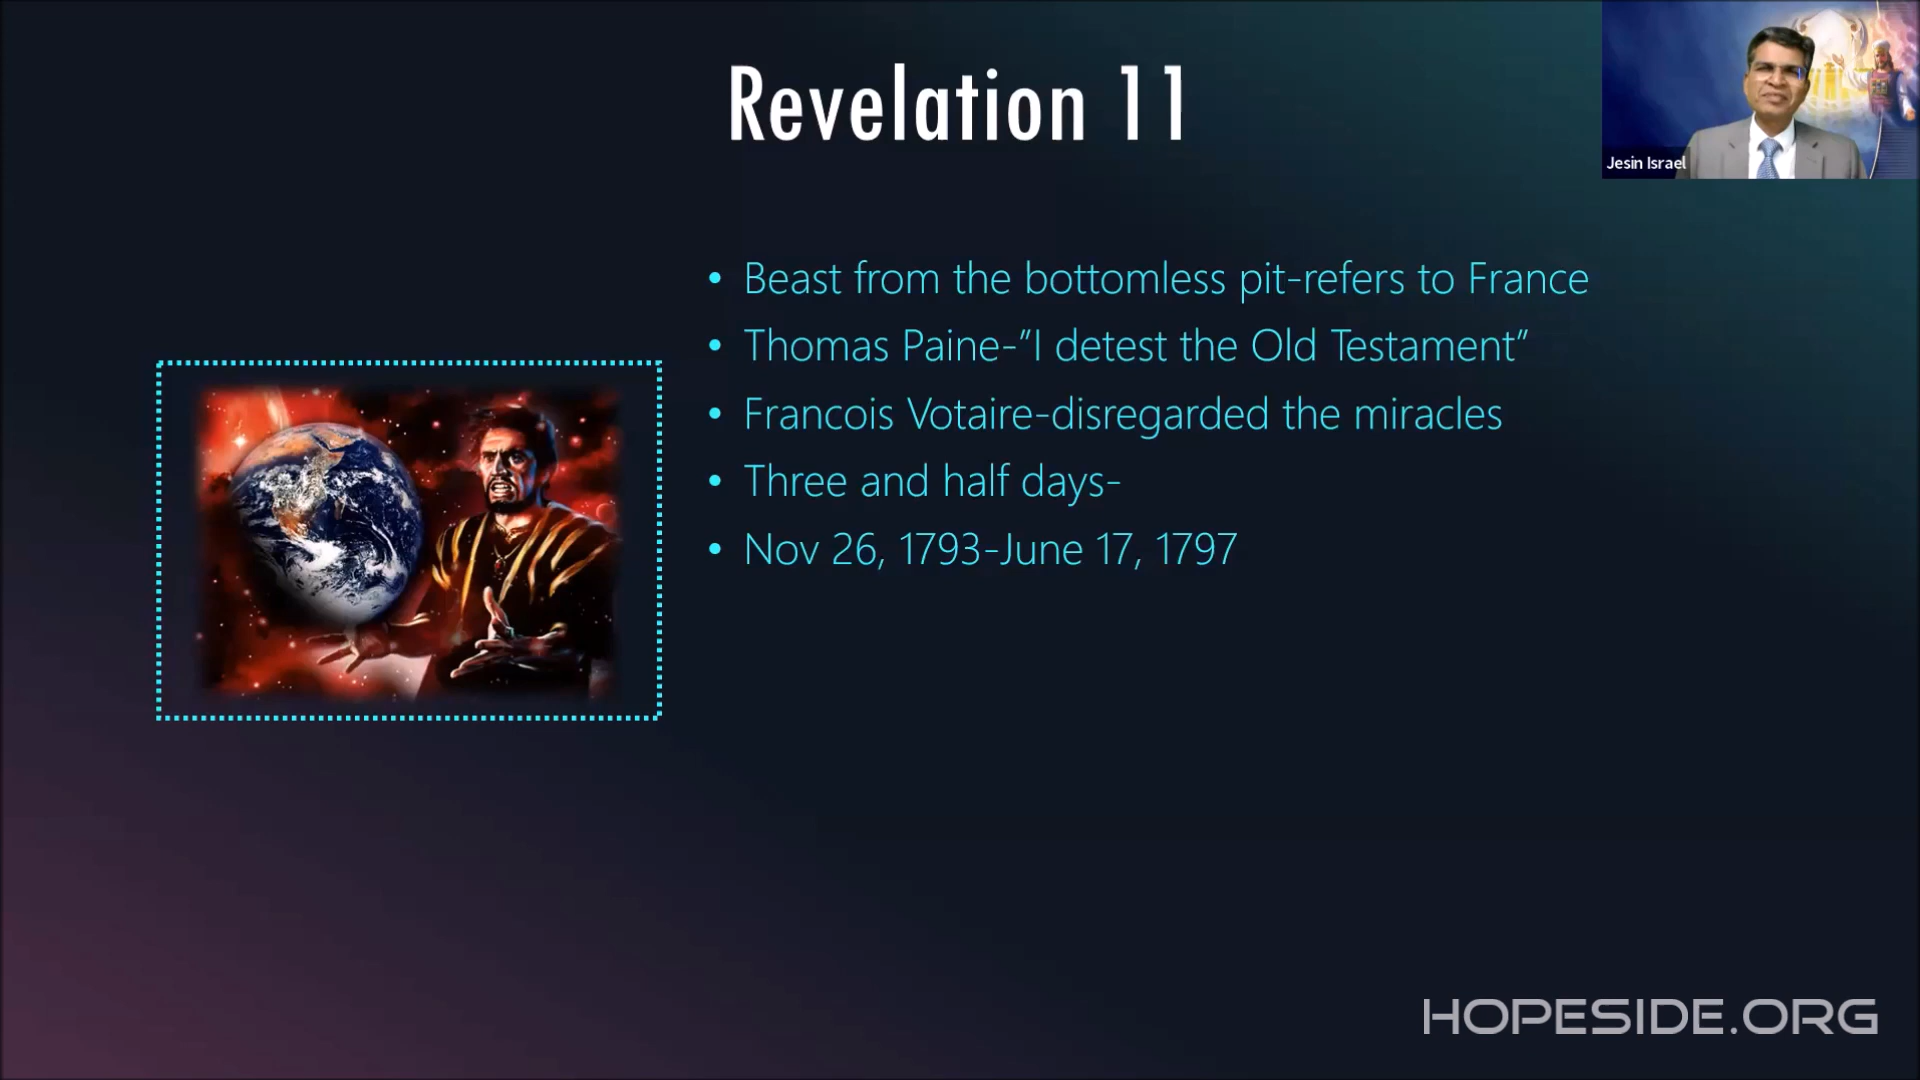 Revelation 11
Jesin Israel
• Beast from the bottomless pit-refers to France
• Thomas Paine-”I detest the Old Testament”
• Francois Votaire-disregarded the miracles
• Three and half days-
• Nov 26, 1793-June 17, 1797
HOPESIDE.ORG